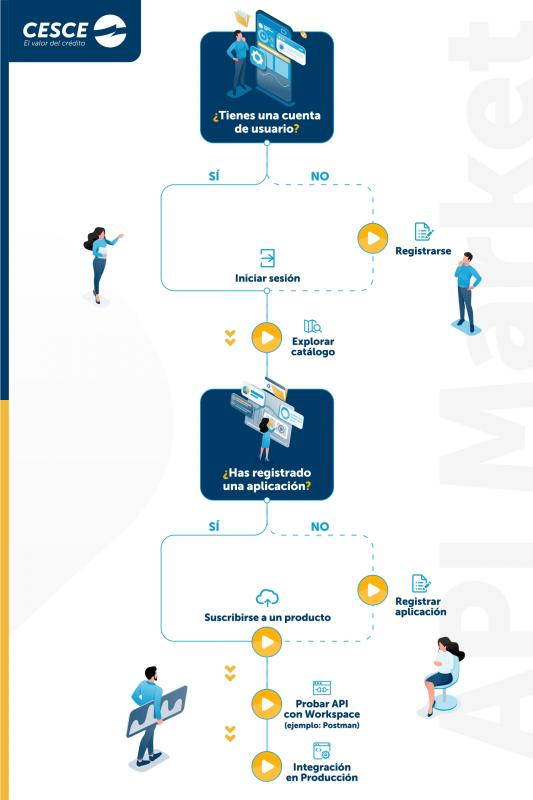 CESCE
El valor del crédito
¿Tienes una cuenta
de usuario?
SÍ
NO
Registrarse
Iniciar sesión
Explorar
catálogo
¿Has registrado
una aplicación?
SÍ
NO
Registrar
aplicación
Suscribirse a un producto
Probar API
con Workspace
(ejemplo: Postman)
Integración
en Producción
API Market